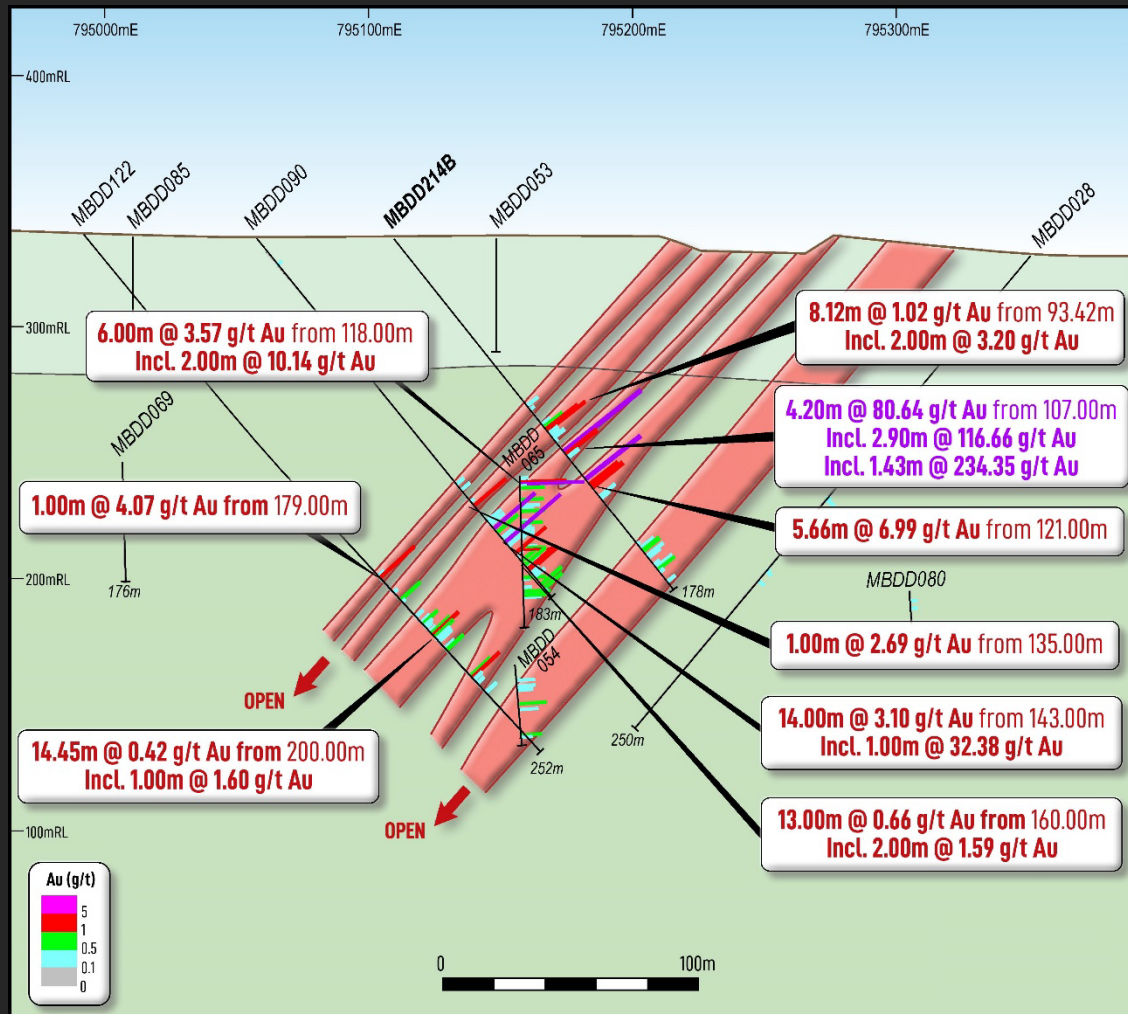 795000mE
795100mE
795200mE
795300mE
400mRL
MBDD122
MBDD085
MBDD090
MBDD214B
MBDD053
MBDD028
300mRL
6.00m @ 3.57 g/t Au from 118.00m
Incl. 2.00m @ 10.14 g/t Au
8.12m @ 1.02 g/t Au from 93.42m
Incl. 2.00m @ 3.20 g/t Au
4.20m @ 80.64 g/t Au from 107.00m
Incl. 2.90m @ 116.66 g/t Au
Incl. 1.43m @ 234.35 g/t Au
MBDD069
MBDD
065
1.00m @ 4.07 g/t Au from 179.00m
5.66m @ 6.99 g/t Au from 121.00m
200mRL
176m
178m
MBDD080
183m
1.00m @ 2.69 g/t Au from 135.00m
MBDD
054
OPEN
14.00m @ 3.10 g/t Au from 143.00m
Incl. 1.00m @ 32.38 g/t Au
250m
14.45m @ 0.42 g/t Au from 200.00m
Incl. 1.00m @ 1.60 g/t Au
252m
13.00m @ 0.66 g/t Au from 160.00m
Incl. 2.00m @ 1.59 g/t Au
100mRL
OPEN
Au (g/t)
5
1
0.5
0.1
0
0
100m